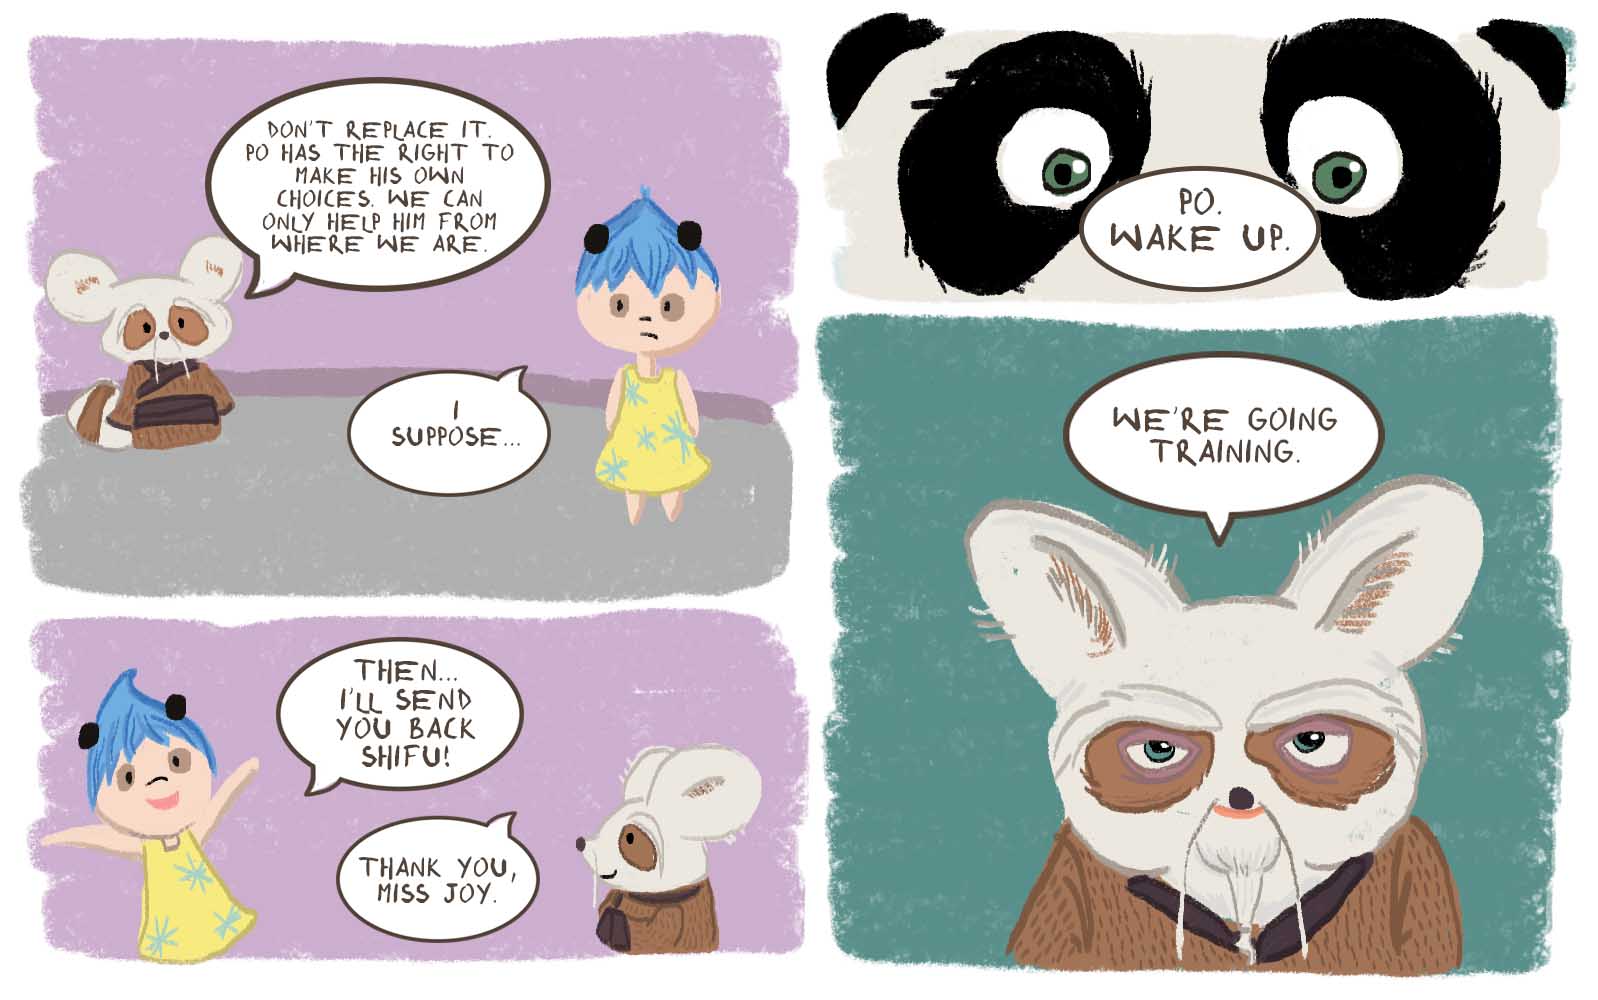 DON'T REPLACE IT.
PO HAS THE RIGHT TO
MAKE HIS OWN
CHOICES. WE CAN
ONLY HELP HIM FROM
WHERE WE ARE.
I
SUPPOSE...
THEN...
I'LL SEND
YOU BACK
SHIFU!
THANK YOU,
MISS JOY.
PO.
WAKE UP.
WE'RE GOING
TRAINING.